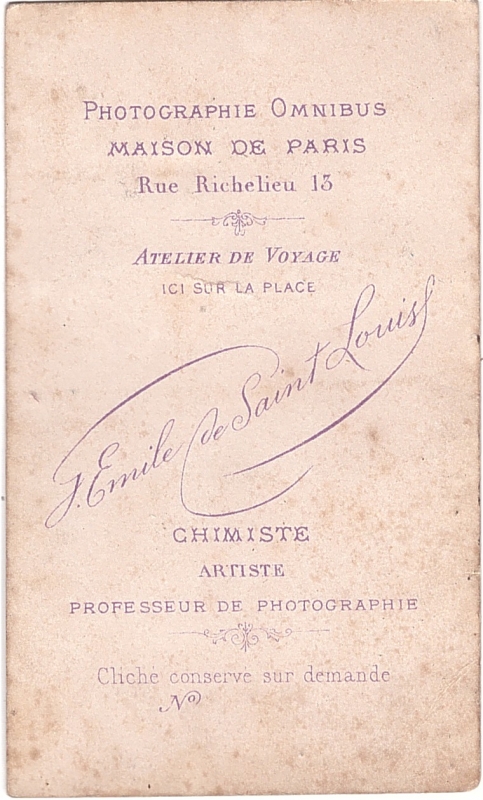 PHOTOGRAPHIE OMNIBUS
MAISON DE PARIS
Rue Richelieu 13
ATELIER DE VOYAGE
ICI SUR LA PLACE
J. Emile de Saint Louis
CHIMISTE
ARTISTE
PROFESSEUR DE PHOTOGRAPHIE
Cliché conservé sur demande
No